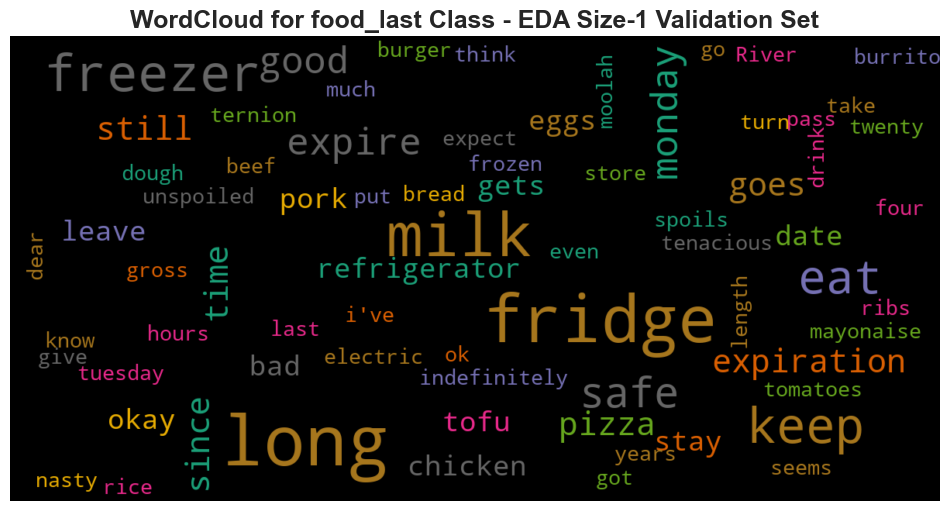 WordCloud for food_last Class - EDA Size-1 Validation Set
freezer
good
burger
think
moolah
monday
go
River
burrito
much
ternion
still
expire
expect
eggs
frozen
take
turn
pass
twenty
drink
dough
beef
unspoiled
pork
put
bread
gets
store
goes
four
leave
milk
even
spoils
tenacious
date
dear
gross
time
refrigerator
eat
length
ribs
know
hours
last
i've
fridge
mayonaise
give
tuesday
bad
electric
ok
indefinitely
expiration
tomatoes
safe
okay
since
long
tofu
pizza
stay
keep
chicken
years
got
seems
nasty
rice